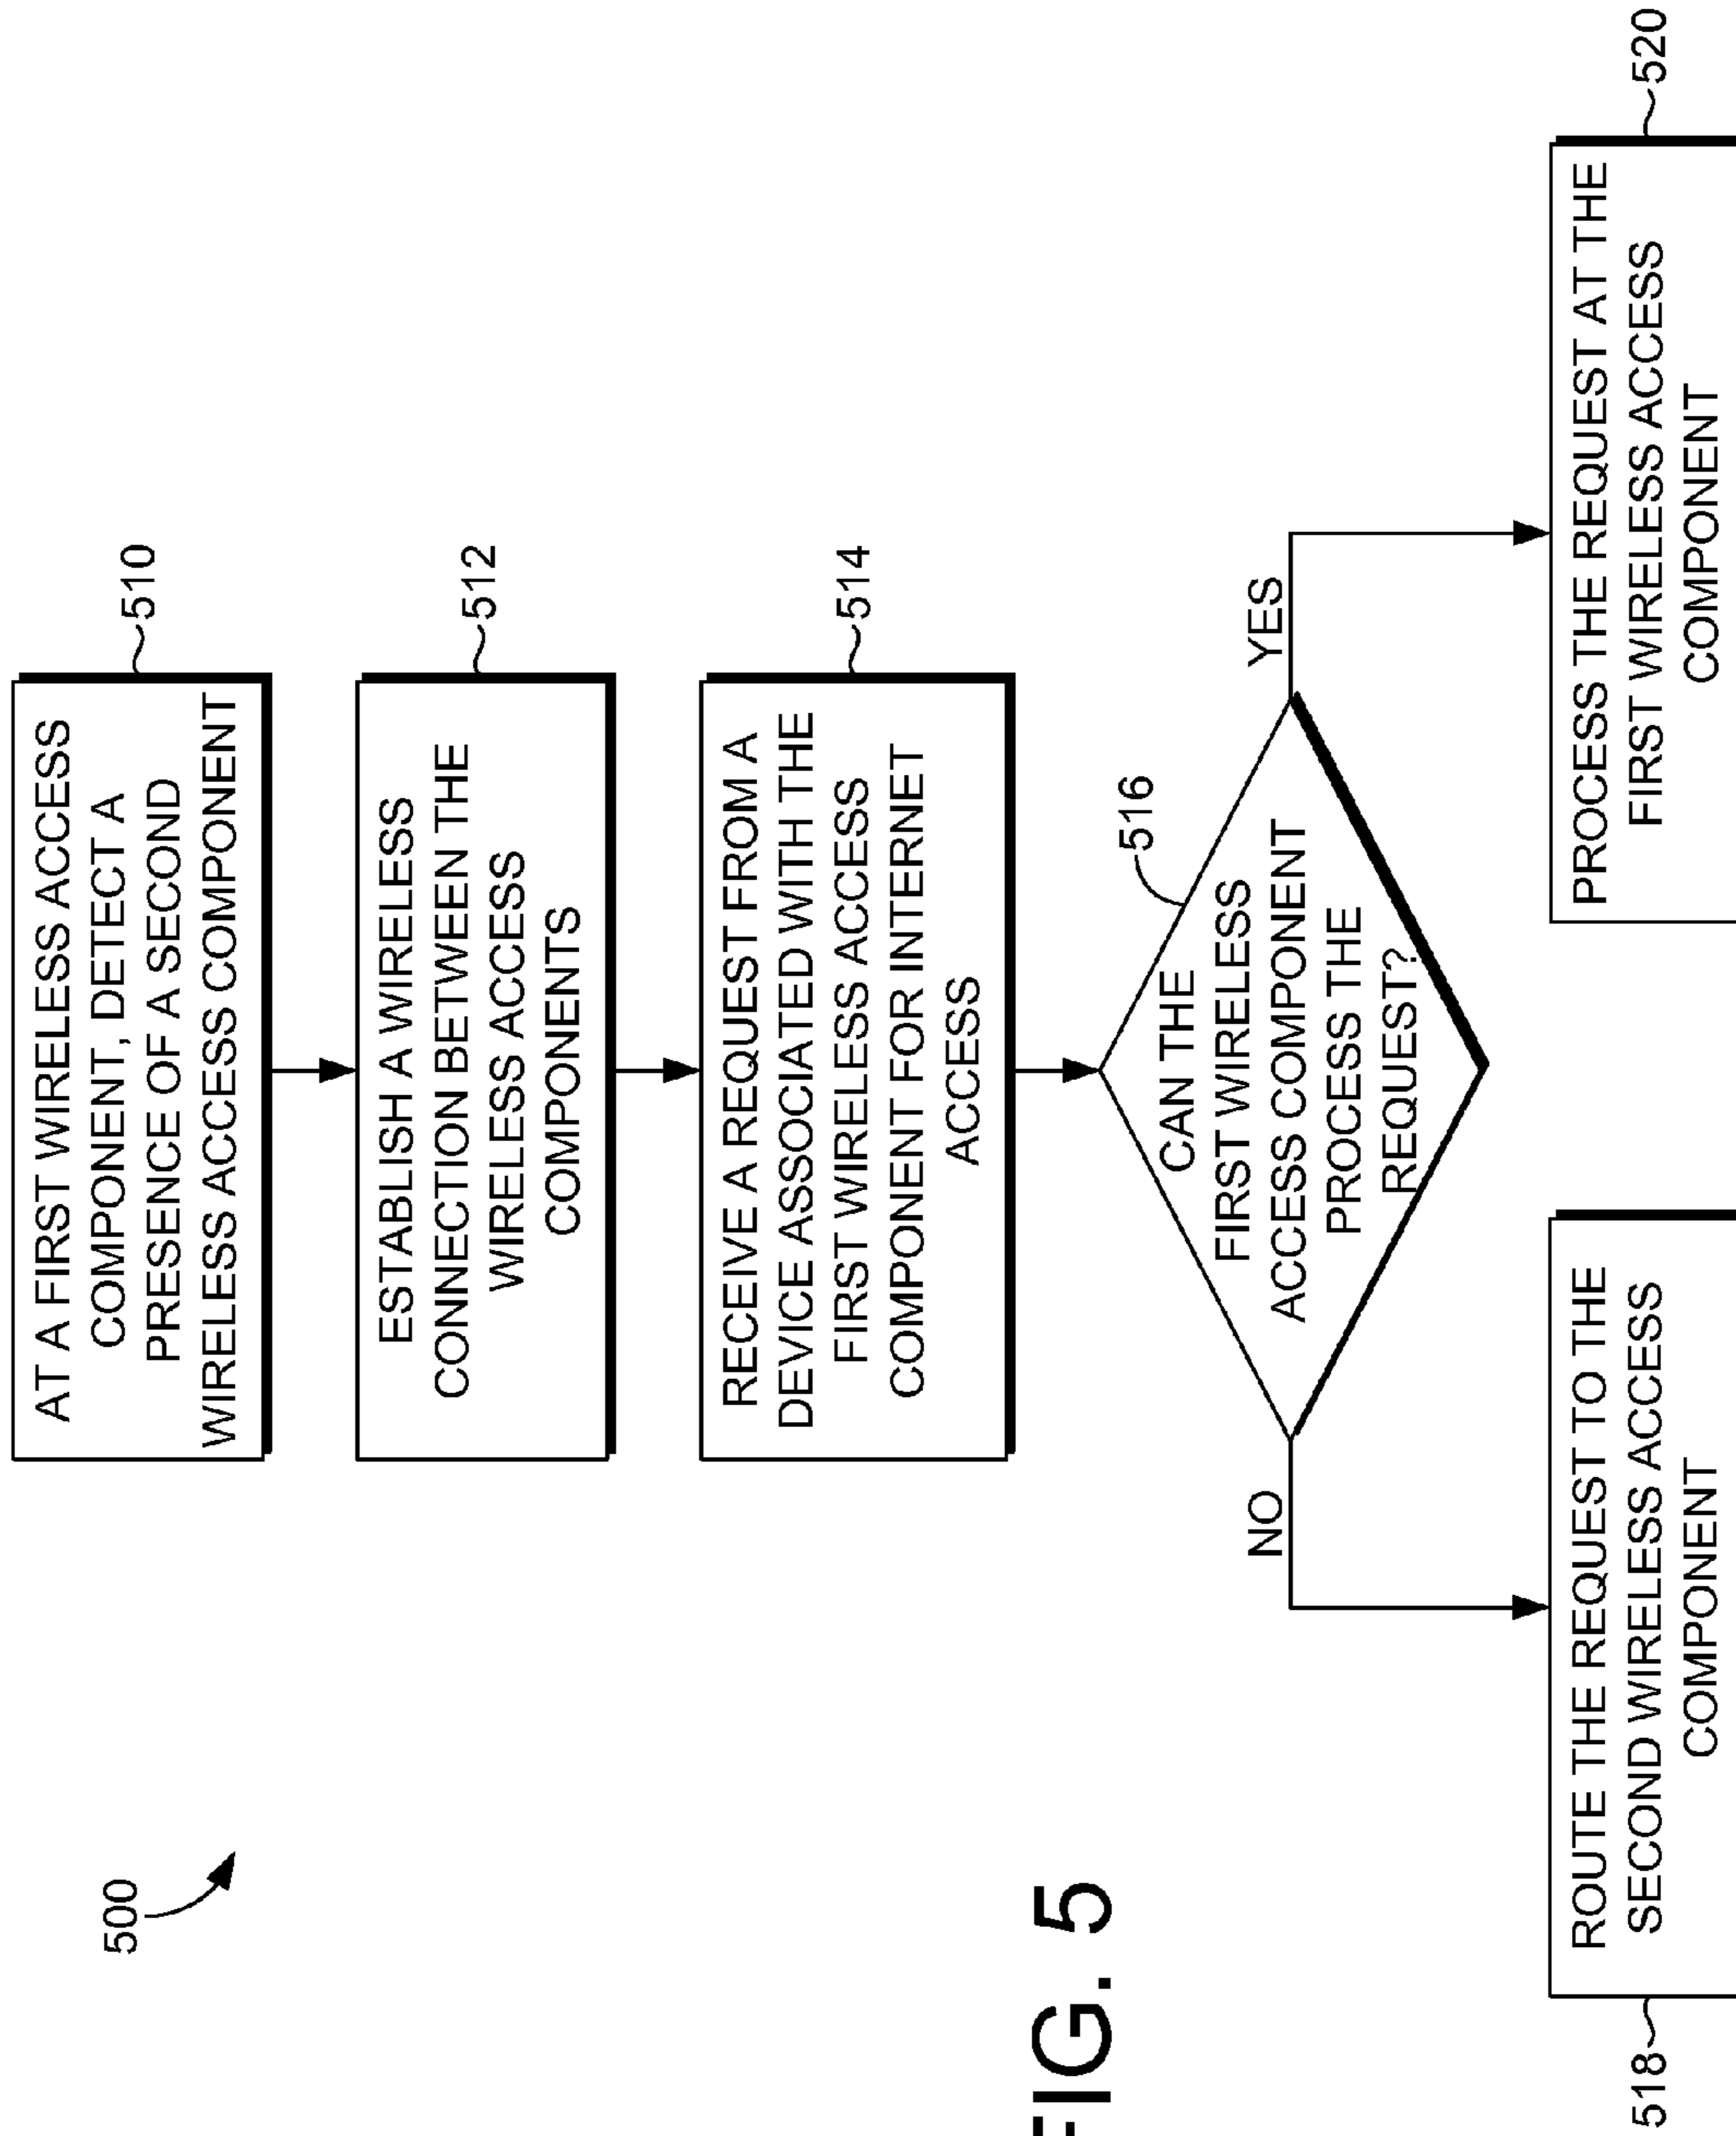 500
AT A FIRST WIRELESS ACCESS
COMPONENT, DETECT A
PRESENCE OF A SECOND
WIRELESS ACCESS COMPONENT
510
ESTABLISH A WIRELESS
CONNECTION BETWEEN THE
WIRELESS ACCESS
COMPONENTS
512
RECEIVE A REQUEST FROM A
DEVICE ASSOCIATED WITH THE
FIRST WIRELESS ACCESS
COMPONENT FOR INTERNET
ACCESS
514
CAN THE
FIRST WIRELESS
ACCESS COMPONENT
PROCESS THE
REQUEST?
516
NO
YES
518
ROUTE THE REQUEST TO THE
SECOND WIRELESS ACCESS
COMPONENT
PROCESS THE REQUEST AT THE
FIRST WIRELESS ACCESS
COMPONENT
520
FIG. 5